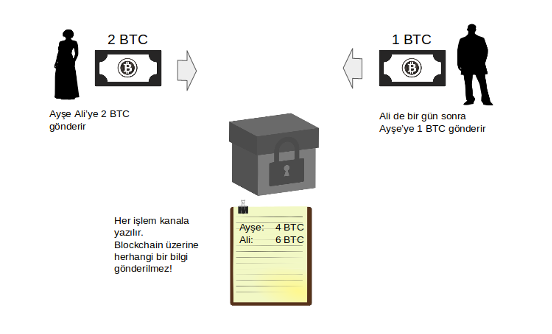 2 BTC
Ayşe Ali'ye 2 BTC
gönderir
1 BTC
Ali de bir gün sonra
Ayşe'ye 1 BTC gönderir
Her işlem kanala
yazılır.
Blockchain üzerine
herhangi bir bilgi
gönderilmez!
Ayşe: 4 BTC
Ali: 6 BTC